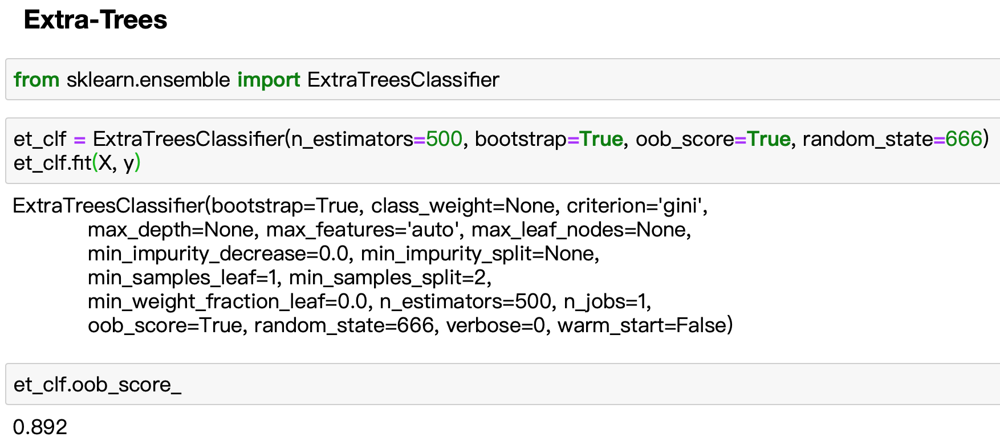 Extra-Trees
from sklearn.ensemble import ExtraTreesClassifier
et_clf = ExtraTreesClassifier(n_estimators=500, bootstrap=True, oob_score=True, random_state=666)
et_clf.fit(X, y)
ExtraTreesClassifier(bootstrap=True, class_weight=None, criterion='gini',
max_depth=None, max_features='auto', max_leaf_nodes=None,
min_impurity_decrease=0.0, min_impurity_split=None,
min_samples_leaf=1, min_samples_split=2,
min_weight_fraction_leaf=0.0, n_estimators=500, n_jobs=1,
oob_score=True, random_state=666, verbose=0, warm_start=False)
et_clf.oob_score_
0.892